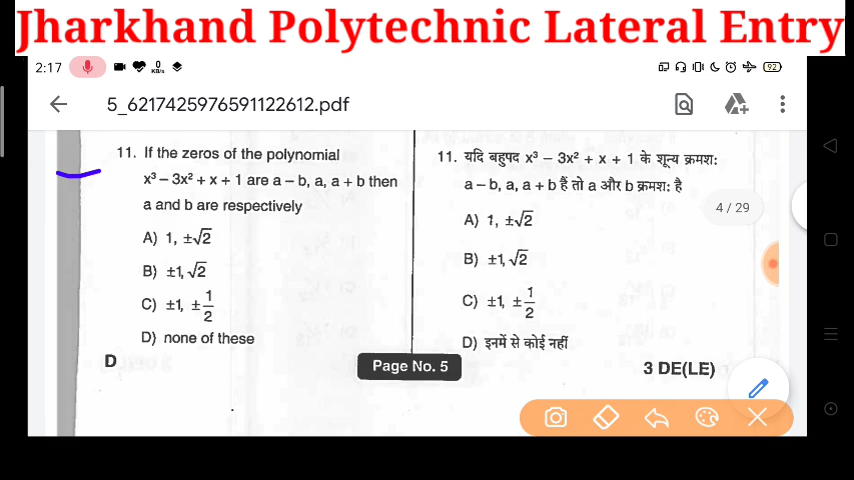 Jharkhand Polytechnic Lateral Entry
2:17
0
KB/s
92
5_6217425976591122612.pdf
11. If the zeros of the polynomial
x³ – 3x² + x + 1 are a – b, a, a + b then
a and b are respectively
A) 1, ±√2
B) ±1, √2
C) ±1, ±1/2
D) none of these
D
11. यदि बहुपद x³ – 3x² + x + 1 के शून्य क्रमश:
a – b, a, a + b हैं तो a और b क्रमश: है
A) 1, ±√2
B) ±1, √2
C) ±1, ±1/2
D) इनमें से कोई नहीं
4 / 29
Page No. 5
3 DE(LE)